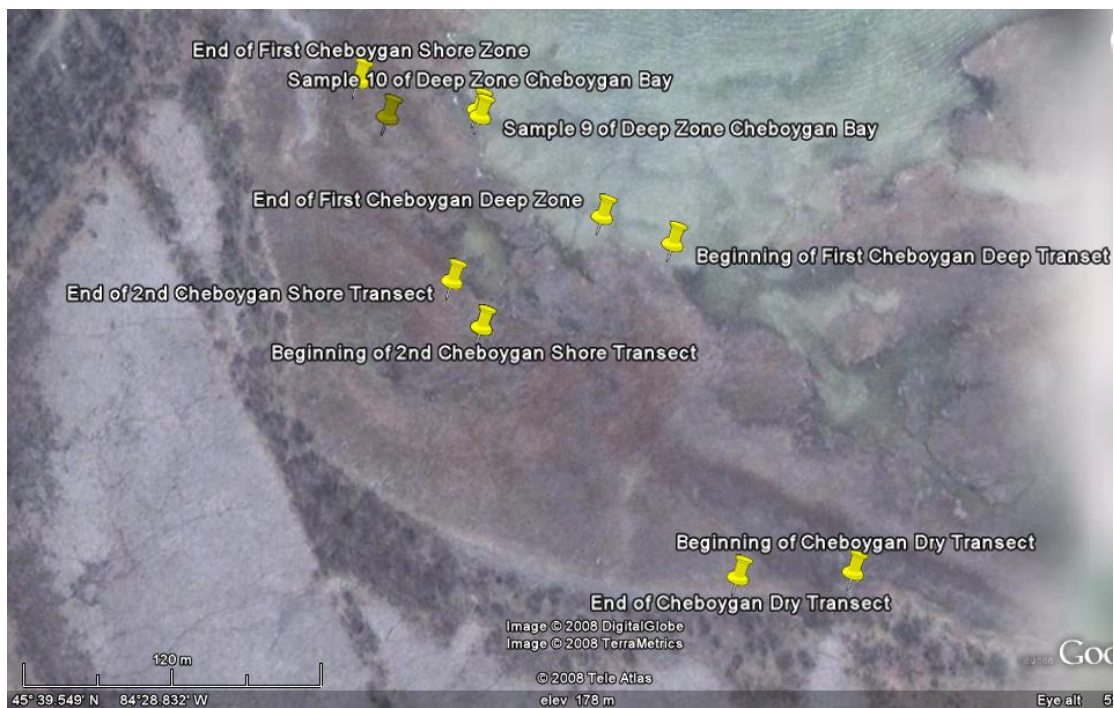 End of First Cheboygan Shore Zone
Sample 10 of Deep Zone Cheboygan Bay
Sample 9 of Deep Zone Cheboygan Bay
End of First Cheboygan Deep Zone
Beginning of First Cheboygan Deep Transet
End of 2nd Cheboygan Shore Transect
Beginning of 2nd Cheboygan Shore Transect
Beginning of Cheboygan Dry Transect
End of Cheboygan Dry Transect
Image © 2008 DigitalGlobe
Image © 2008 TerraMetrics
120 m
©2008 Goo
© 2008 Tele Atlas
45° 39.549' N 84° 28.832' W elev 178 m Eye alt